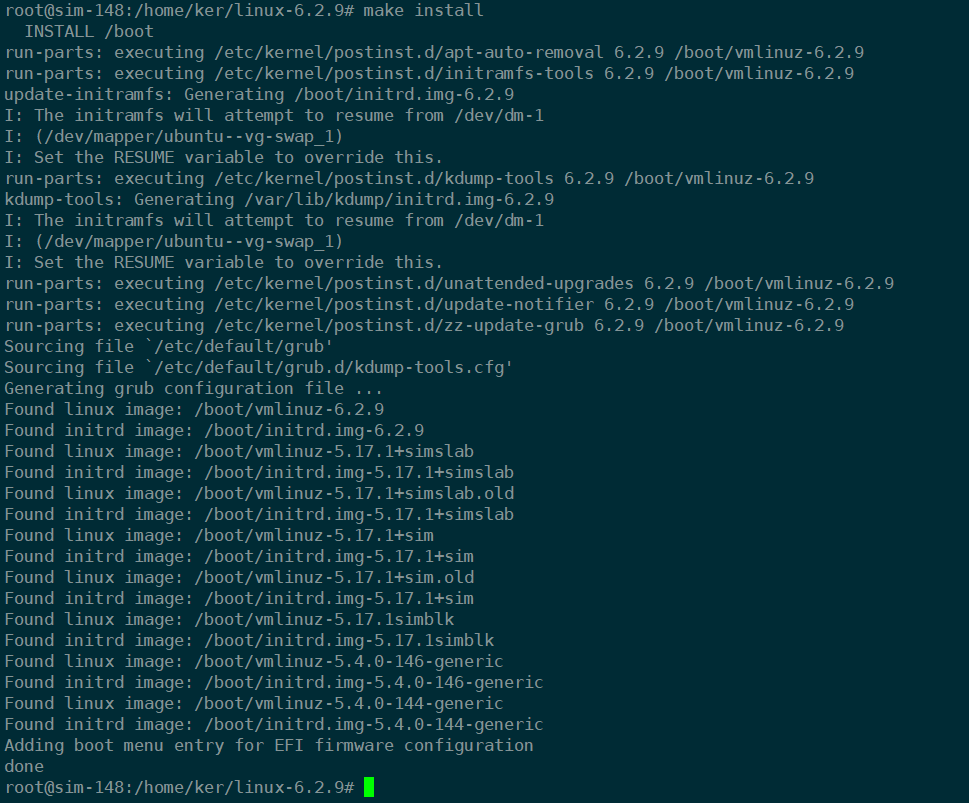 root@sim-148:/home/ker/linux-6.2.9# make install
  INSTALL /boot
run-parts: executing /etc/kernel/postinst.d/apt-auto-removal 6.2.9 /boot/vmlinuz-6.2.9
run-parts: executing /etc/kernel/postinst.d/initramfs-tools 6.2.9 /boot/vmlinuz-6.2.9
update-initramfs: Generating /boot/initrd.img-6.2.9
I: The initramfs will attempt to resume from /dev/dm-1
I: (/dev/mapper/ubuntu--vg-swap_1)
I: Set the RESUME variable to override this.
run-parts: executing /etc/kernel/postinst.d/kdump-tools 6.2.9 /boot/vmlinuz-6.2.9
kdump-tools: Generating /var/lib/kdump/initrd.img-6.2.9
I: The initramfs will attempt to resume from /dev/dm-1
I: (/dev/mapper/ubuntu--vg-swap_1)
I: Set the RESUME variable to override this.
run-parts: executing /etc/kernel/postinst.d/unattended-upgrades 6.2.9 /boot/vmlinuz-6.2.9
run-parts: executing /etc/kernel/postinst.d/update-notifier 6.2.9 /boot/vmlinuz-6.2.9
run-parts: executing /etc/kernel/postinst.d/zz-update-grub 6.2.9 /boot/vmlinuz-6.2.9
Sourcing file `/etc/default/grub'
Sourcing file `/etc/default/grub.d/kdump-tools.cfg'
Generating grub configuration file ...
Found linux image: /boot/vmlinuz-6.2.9
Found initrd image: /boot/initrd.img-6.2.9
Found linux image: /boot/vmlinuz-5.17.1+simslab
Found initrd image: /boot/initrd.img-5.17.1+simslab
Found linux image: /boot/vmlinuz-5.17.1+simslab.old
Found initrd image: /boot/initrd.img-5.17.1+simslab
Found linux image: /boot/vmlinuz-5.17.1+sim
Found initrd image: /boot/initrd.img-5.17.1+sim
Found linux image: /boot/vmlinuz-5.17.1+sim.old
Found initrd image: /boot/initrd.img-5.17.1+sim
Found linux image: /boot/vmlinuz-5.17.1simblk
Found initrd image: /boot/initrd.img-5.17.1simblk
Found linux image: /boot/vmlinuz-5.4.0-146-generic
Found initrd image: /boot/initrd.img-5.4.0-146-generic
Found linux image: /boot/vmlinuz-5.4.0-144-generic
Found initrd image: /boot/initrd.img-5.4.0-144-generic
Adding boot menu entry for EFI firmware configuration
done
root@sim-148:/home/ker/linux-6.2.9#